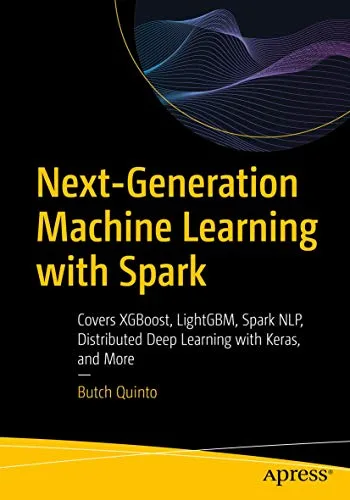 Next-Generation
Machine Learning
with Spark
Covers XGBoost, LightGBM, Spark NLP,
Distributed Deep Learning with Keras,
and More
—
Butch Quinto
Apress®